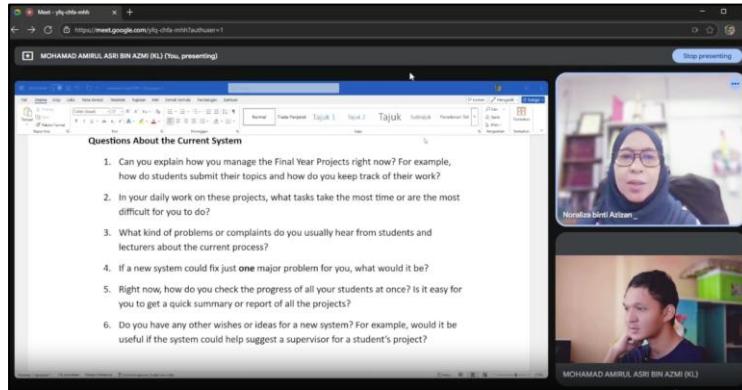 Meet - yfq-chfa-mhh
https://meet.google.com/yfq-chfa-mhh?authuser=1
MOHAMAD AMIRUL ASRI BIN AZMI (KL) (You, presenting)
Stop presenting
Normal
Tajuk 1
Tajuk 2
Tajuk
Questions About the Current System
1. Can you explain how you manage the Final Year Projects right now? For example,
how do students submit their topics and how do you keep track of their work?
2. In your daily work on these projects, what tasks take the most time or are the most
difficult for you to do?
3. What kind of problems or complaints do you usually hear from students and
lecturers about the current process?
4. If a new system could fix just one major problem for you, what would it be?
5. Right now, how do you check the progress of all your students at once? Is it easy for
you to get a quick summary or report of all the projects?
6. Do you have any other wishes or ideas for a new system? For example, would it be
useful if the system could help suggest a supervisor for a student's project?
Noraliza binti Azizan _
MOHAMAD AMIRUL ASRI BIN AZMI (KL)